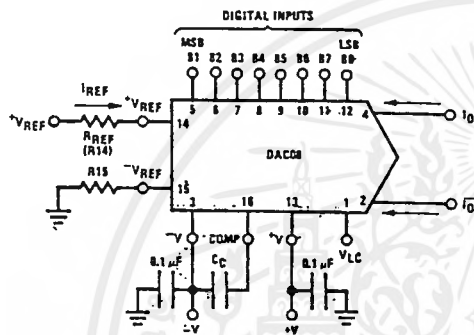 DIGITAL INPUTS
MSB LSB
B1 B2 B3 B4 B5 B6 B7 B8
5 6 7 8 9 10 11 12
IREF
+VREF
+VREF
RREF
(R14)
14
4
IO
DAC08
−VREF
R15
15
2
IO
3 16 13 1
−V COMP +V VLC
0.1 µF CC 0.1 µF
−V +V